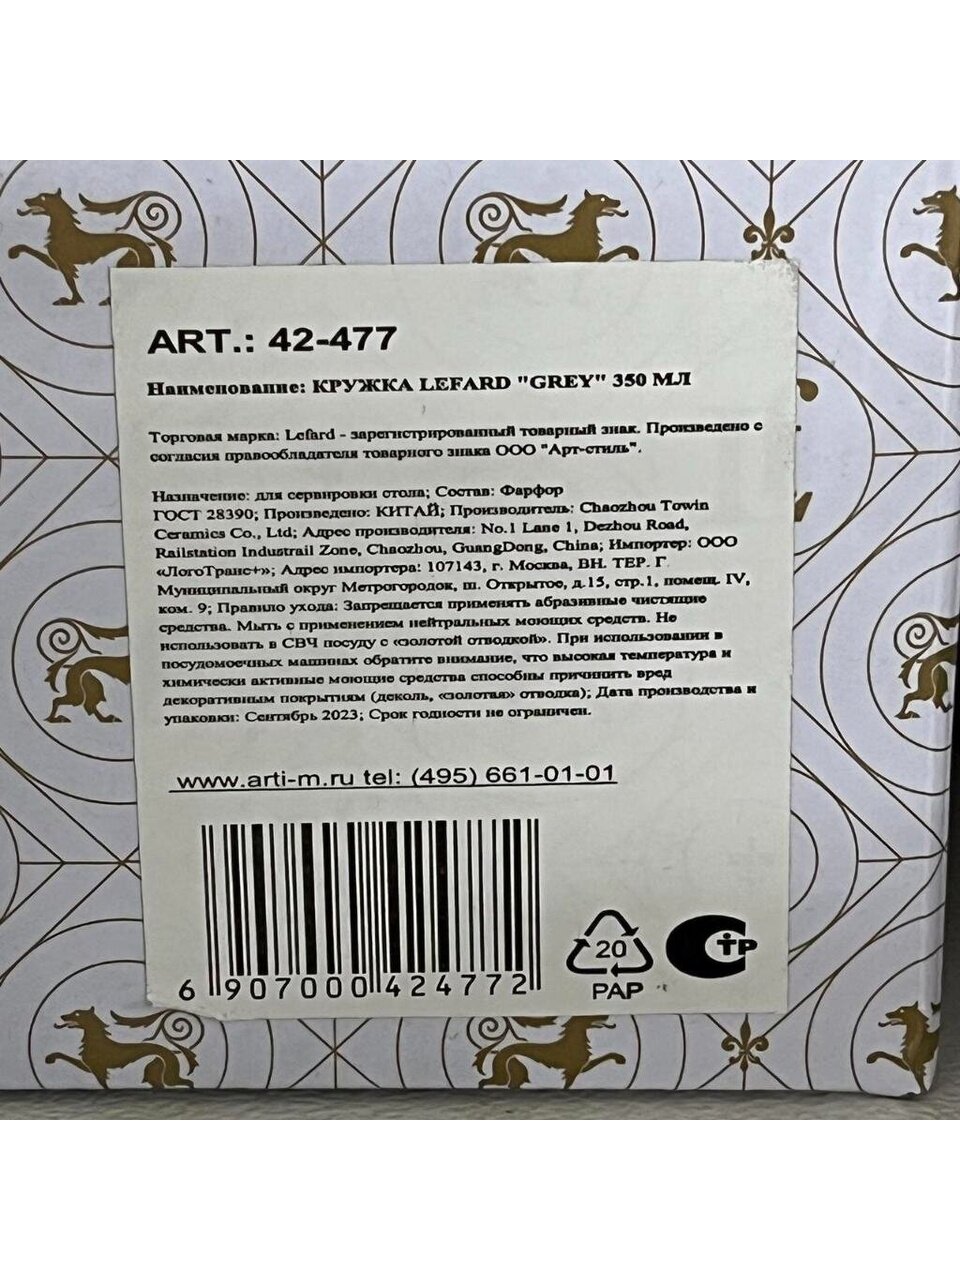 ART.: 42-477
Наименование: КРУЖКА LEFARD "GREY" 350 МЛ
Торговая марка: Lefard - зарегистрированный товарный знак. Произведено с
согласия правообладателя товарного знака ООО "Арт-стиль".
Назначение: для сервировки стола; Состав: Фарфор
ГОСТ 28390; Произведено: КИТАЙ; Производитель: Chaozhou Towin
Ceramics Co., Ltd; Адрес производителя: No.1 Lane 1, Dezhou Road,
Railstation Industrail Zone, Chaozhou, GuangDong, China; Импортер: ООО
«ЛогоТранс+»; Адрес импортера: 107143, г. Москва, ВН. ТЕР. Г.
Муниципальный округ Метрогородок, ш. Открытое, д.15, стр.1, помещ. IV,
ком. 9; Правило ухода: Запрещается применять абразивные чистящие
средства. Мыть с применением нейтральных моющих средств. Не
использовать в СВЧ посуду с «золотой отводкой». При использовании в
посудомоечных машинах обратите внимание, что высокая температура и
химически активные моющие средства способны причинить вред
декоративным покрытиям (деколь, «золотая» отводка); Дата производства и
упаковки: Сентябрь 2023; Срок годности не ограничен.
www.arti-m.ru tel: (495) 661-01-01
6 907000 424772
20
PAP
СТР